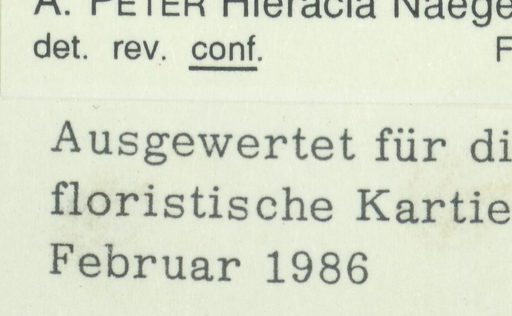 A. PETER Hieracia Naege
det. rev. conf. F
Ausgewertet für di
floristische Kartie
Februar 1986